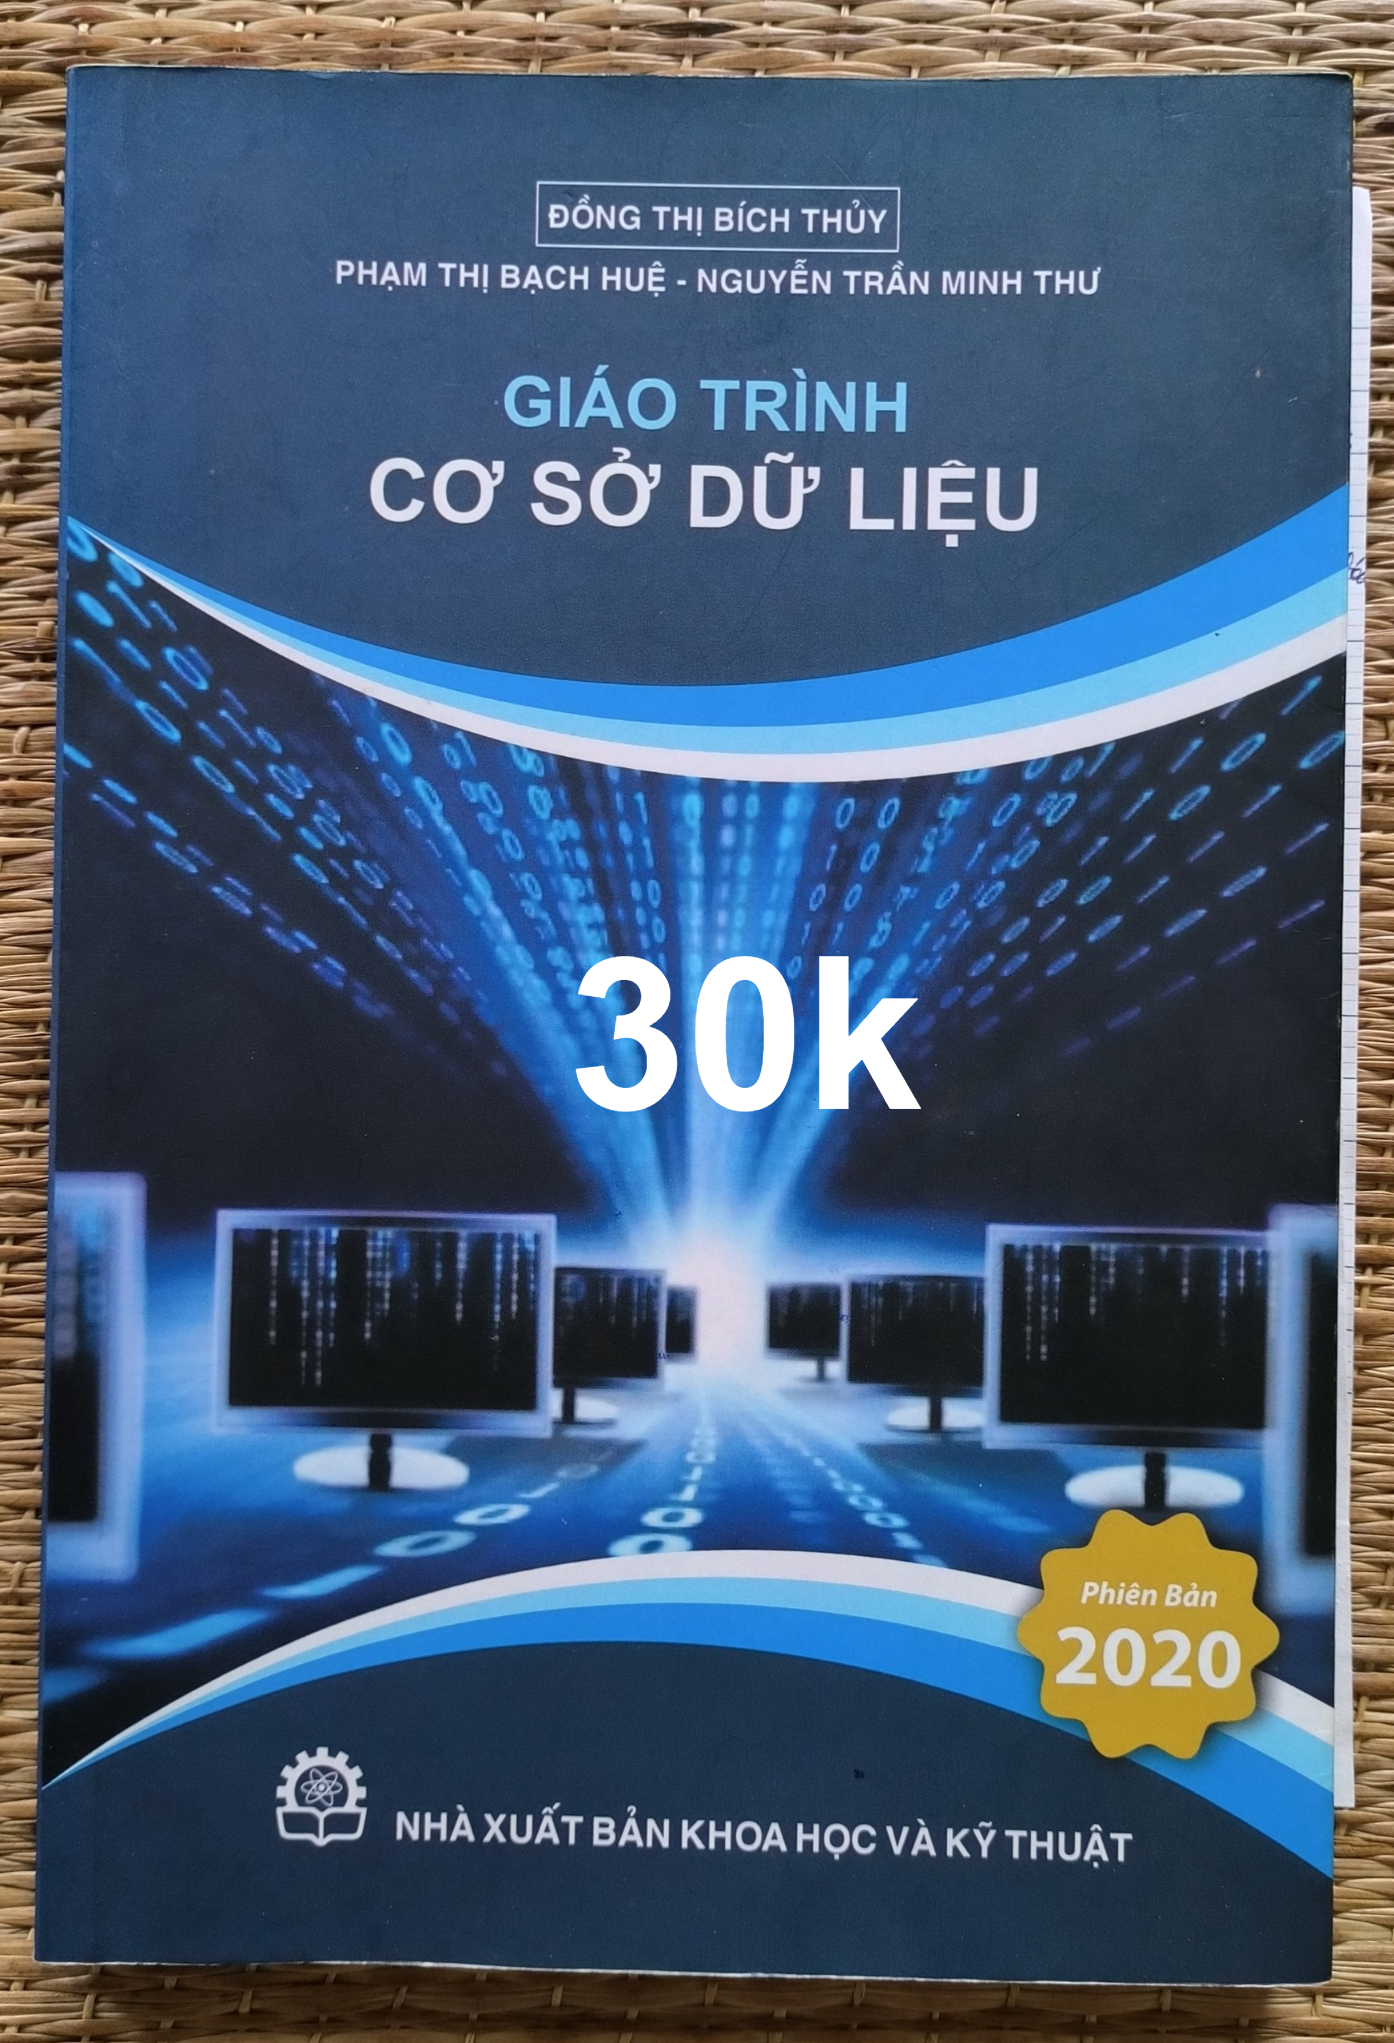 ĐỒNG THỊ BÍCH THỦY
PHẠM THỊ BẠCH HUỆ - NGUYỄN TRẦN MINH THƯ
GIÁO TRÌNH
CƠ SỞ DỮ LIỆU
30k
Phiên Bản
2020
NHÀ XUẤT BẢN KHOA HỌC VÀ KỸ THUẬT